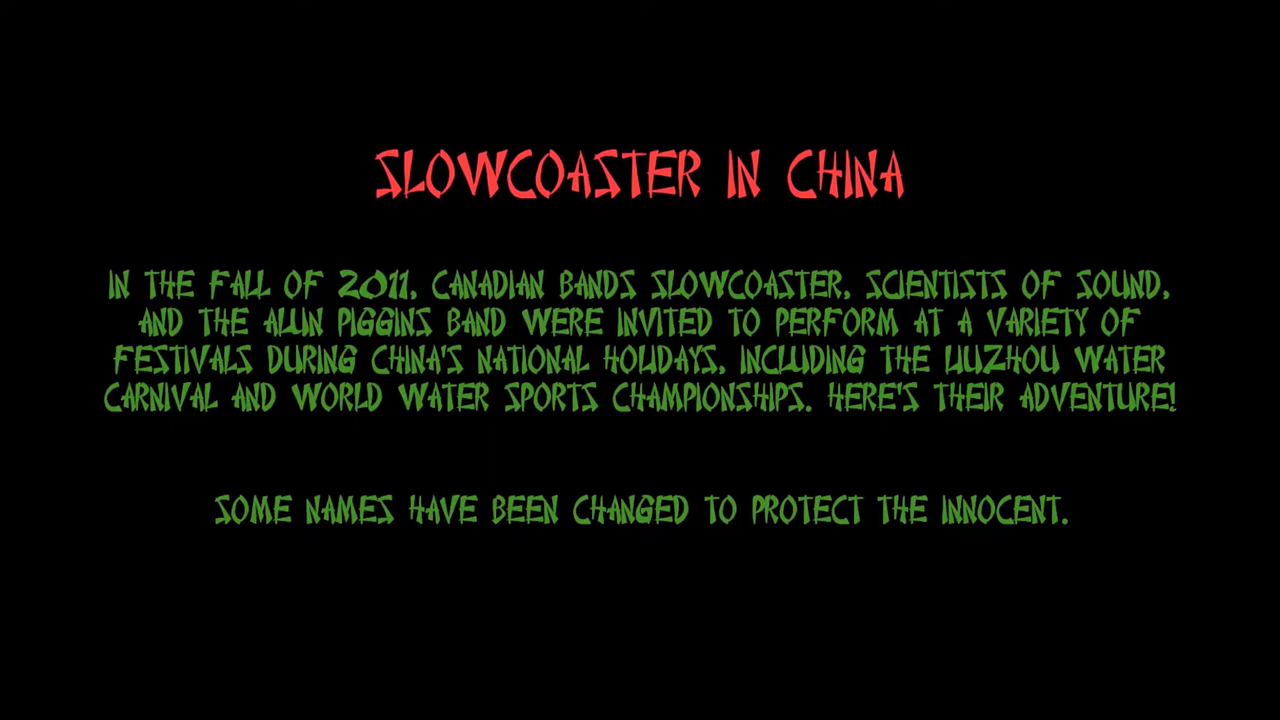 SLOWCOASTER IN CHINA
IN THE FALL OF 2011, CANADIAN BANDS SLOWCOASTER, SCIENTISTS OF SOUND,
AND THE ALUN PIGGINS BAND WERE INVITED TO PERFORM AT A VARIETY OF
FESTIVALS DURING CHINA'S NATIONAL HOLIDAYS, INCLUDING THE LIUZHOU WATER
CARNIVAL AND WORLD WATER SPORTS CHAMPIONSHIPS. HERE'S THEIR ADVENTURE!
SOME NAMES HAVE BEEN CHANGED TO PROTECT THE INNOCENT.